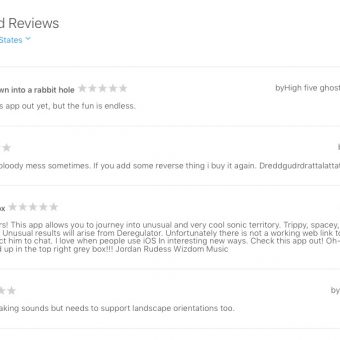 d Reviews
States
wn into a rabbit hole
byHigh five ghost
s app out yet, but the fun is endless.
bloody mess sometimes. If you add some reverse thing i buy it again. Dreddgudrdrattalattat
ox
rs! This app allows you to journey into unusual and very cool sonic territory. Trippy, spacey,
Unusual results will arise from Deregulator. Unfortunately there is not a working web link to
ct him to chat. I love when people use iOS In interesting new ways. Check this app out! Oh-
d up in the top right grey box!!! Jordan Rudess Wizdom Music
by
aking sounds but needs to support landscape orientations too.